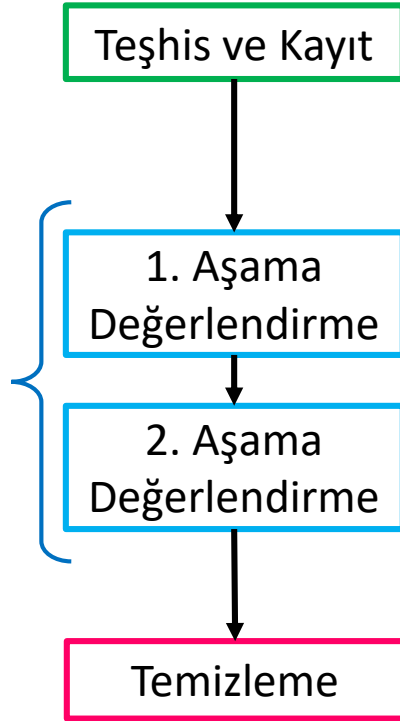 Teşhis ve Kayıt
1. Aşama
Değerlendirme
2. Aşama
Değerlendirme
Temizleme